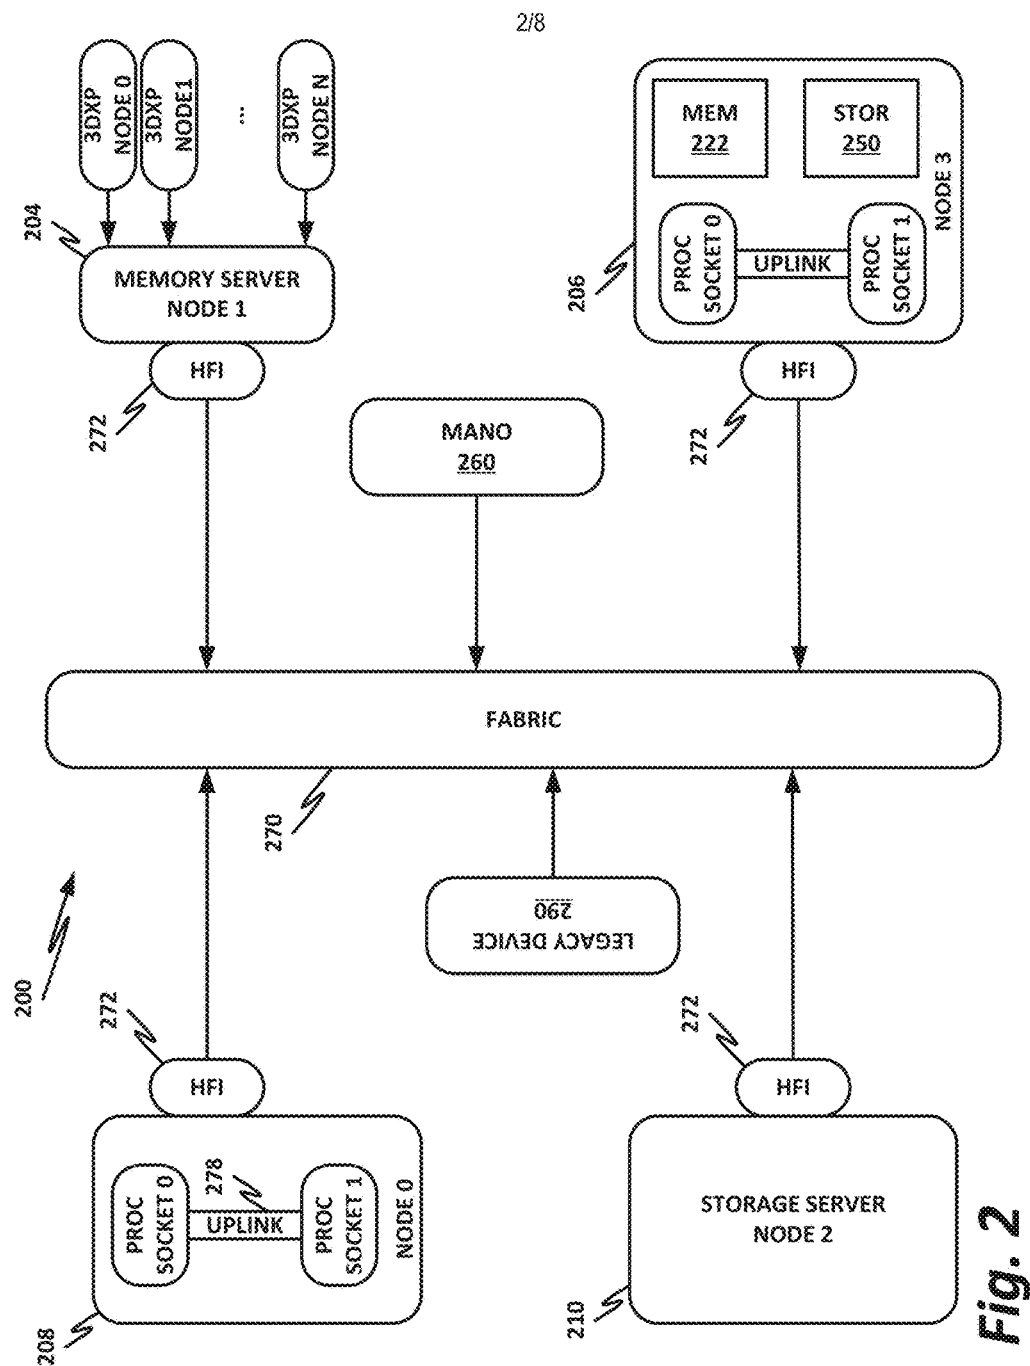 2/8
3DXP
NODE 0
3DXP
NODE1
...
3DXP
NODE N
204
MEMORY SERVER
NODE 1
HFI
272
MEM
222
STOR
250
NODE 3
PROC
SOCKET 0
UPLINK
PROC
SOCKET 1
206
HFI
272
MANO
260
FABRIC
270
200
LEGACY DEVICE
290
272
HFI
PROC
SOCKET 0
278
UPLINK
PROC
SOCKET 1
NODE 0
208
272
HFI
STORAGE SERVER
NODE 2
210
Fig. 2